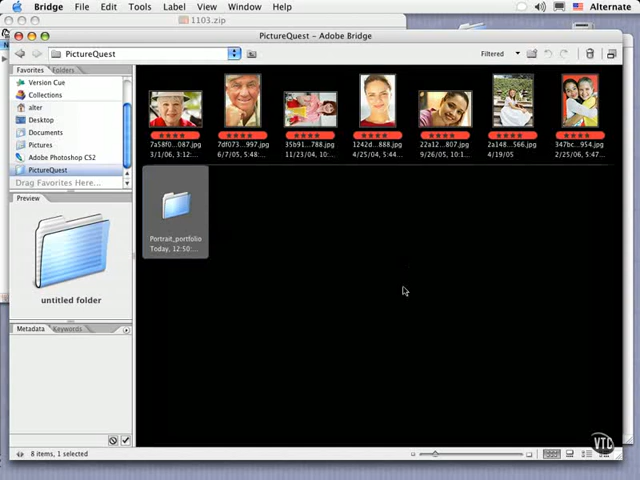 Bridge File Edit Tools Label View Window Help Alternate
1103.zip
PictureQuest – Adobe Bridge
PictureQuest Filtered
Favorites Folders
Version Cue
Collections
alter
Desktop
Documents
Pictures
Adobe Photoshop CS2
PictureQuest
Drag Favorites Here...
Preview
untitled folder
Metadata Keywords
7a58f0...087.jpg 7df073...997.jpg 35b91...788.jpg 1242d...888.jpg 22a12...807.jpg 2a148...566.jpg 347bc...954.jpg
3/1/06, 3:12:... 6/7/05, 5:48... 11/23/04, 10:... 4/25/04, 5:48... 9/26/05, 10:1... 4/19/05 2/25/06, 5:47...
Portrait_portfolio
Today, 12:50:...
8 items, 1 selected
VTC